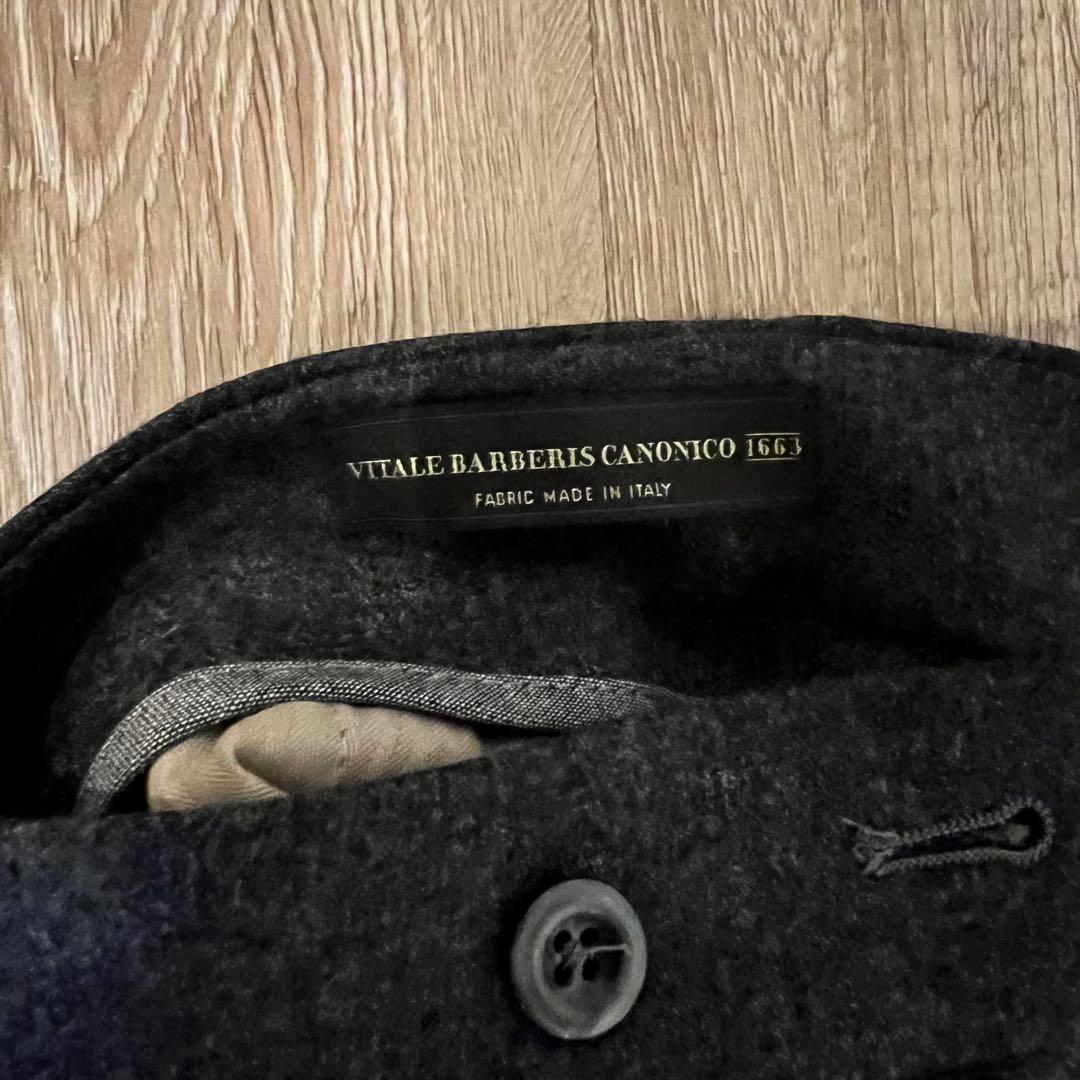 VITALE BARBERIS CANONICO 1663
FABRIC MADE IN ITALY